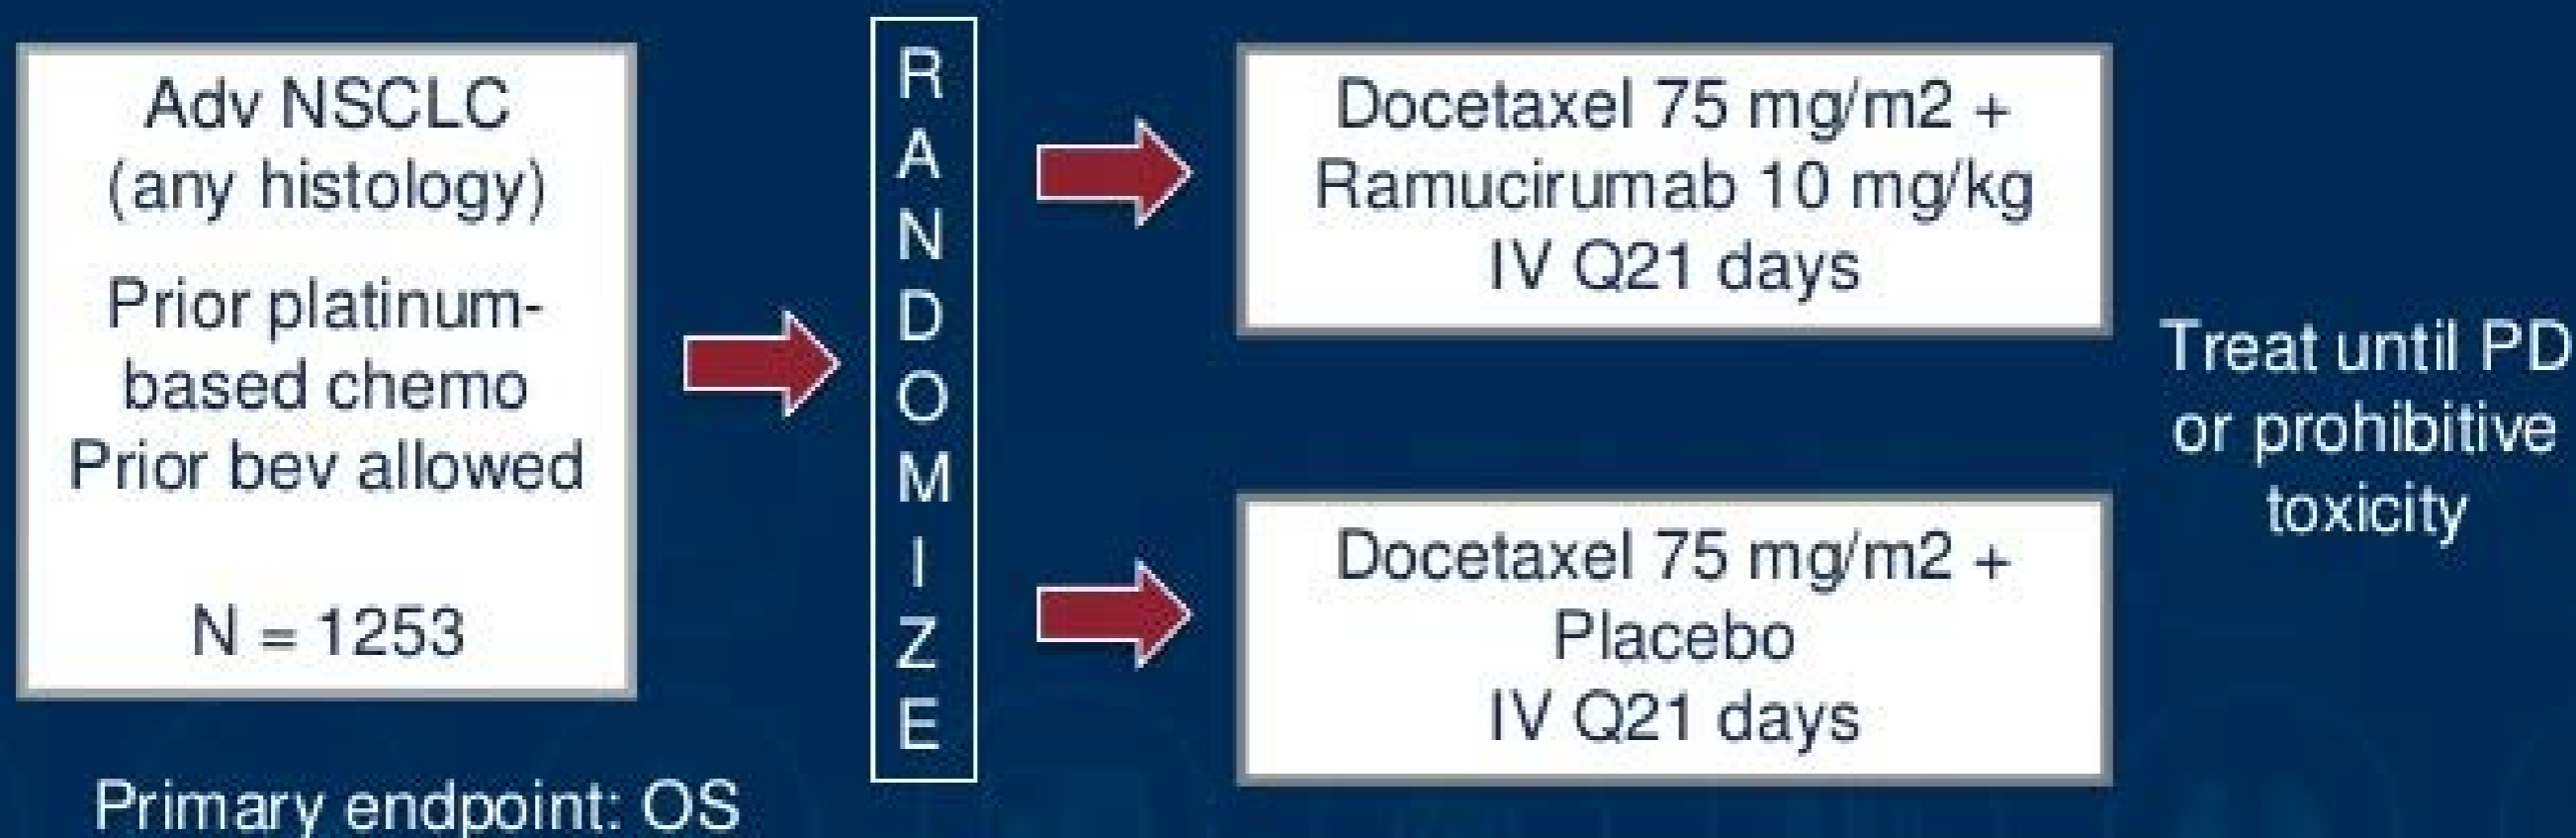 Adv NSCLC
(any histology)
Prior platinum-
based chemo
Prior bev allowed
N = 1253
Primary endpoint: OS
R
A
N
D
O
M
I
Z
E
Docetaxel 75 mg/m2 +
Ramucirumab 10 mg/kg
IV Q21 days
Docetaxel 75 mg/m2 +
Placebo
IV Q21 days
Treat until PD
or prohibitive
toxicity